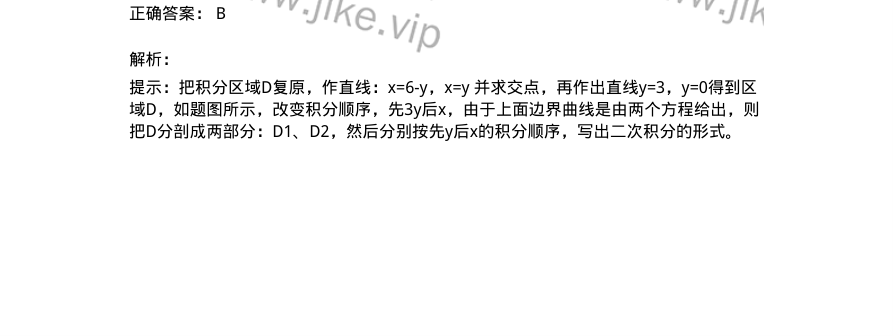 正确答案： B
www.jike.vip
www.jik
解析：
提示：把积分区域D复原，作直线：x=6-y，x=y 并求交点，再作出直线y=3，y=0得到区
域D，如题图所示，改变积分顺序，先3y后x，由于上面边界曲线是由两个方程给出，则
把D分剖成两部分：D1、D2，然后分别按先y后x的积分顺序，写出二次积分的形式。